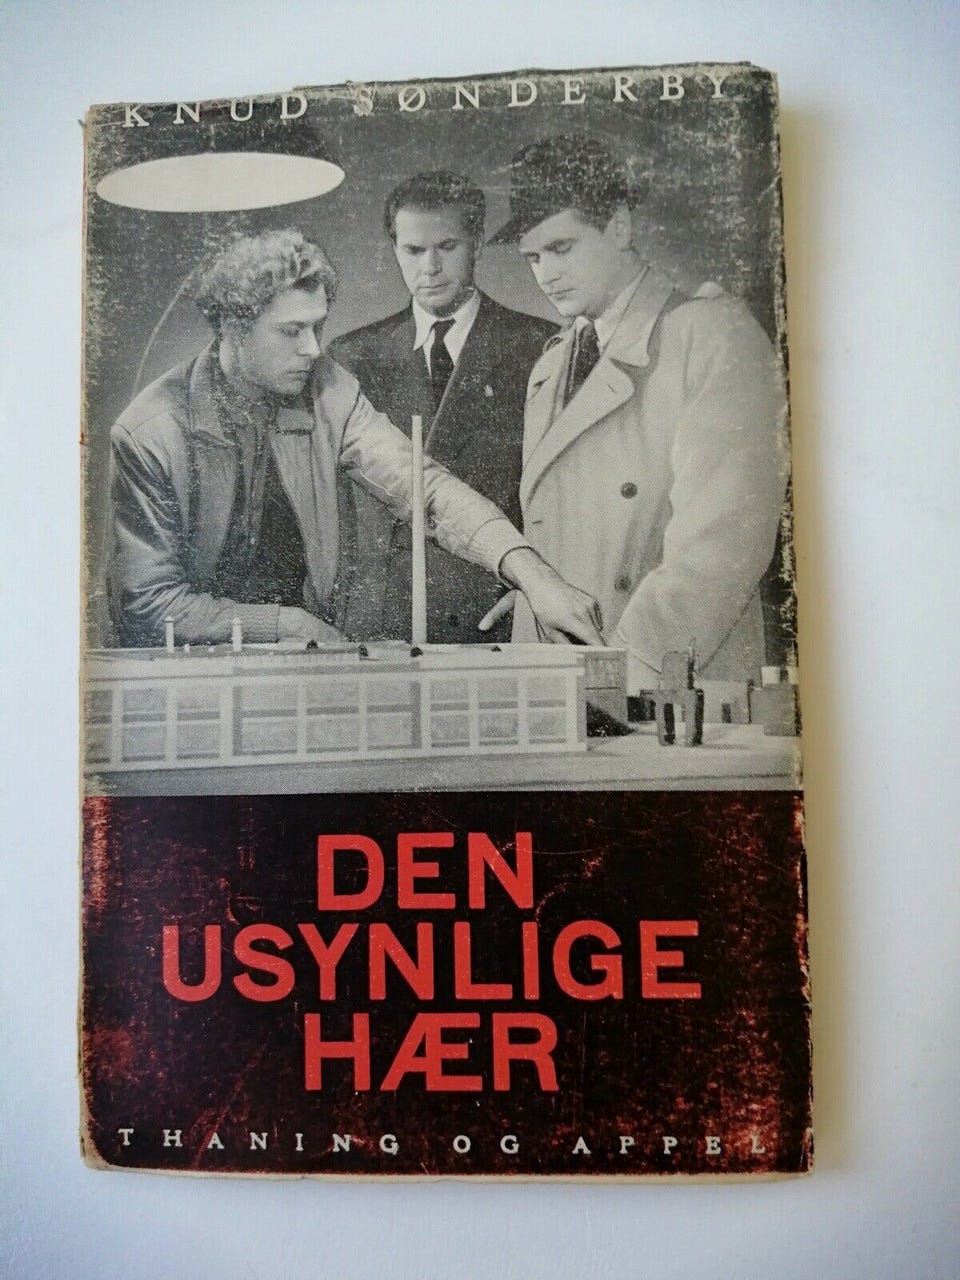 KNUD SØNDERBY
DEN
USYNLIGE
HÆR
THANING OG APPEL